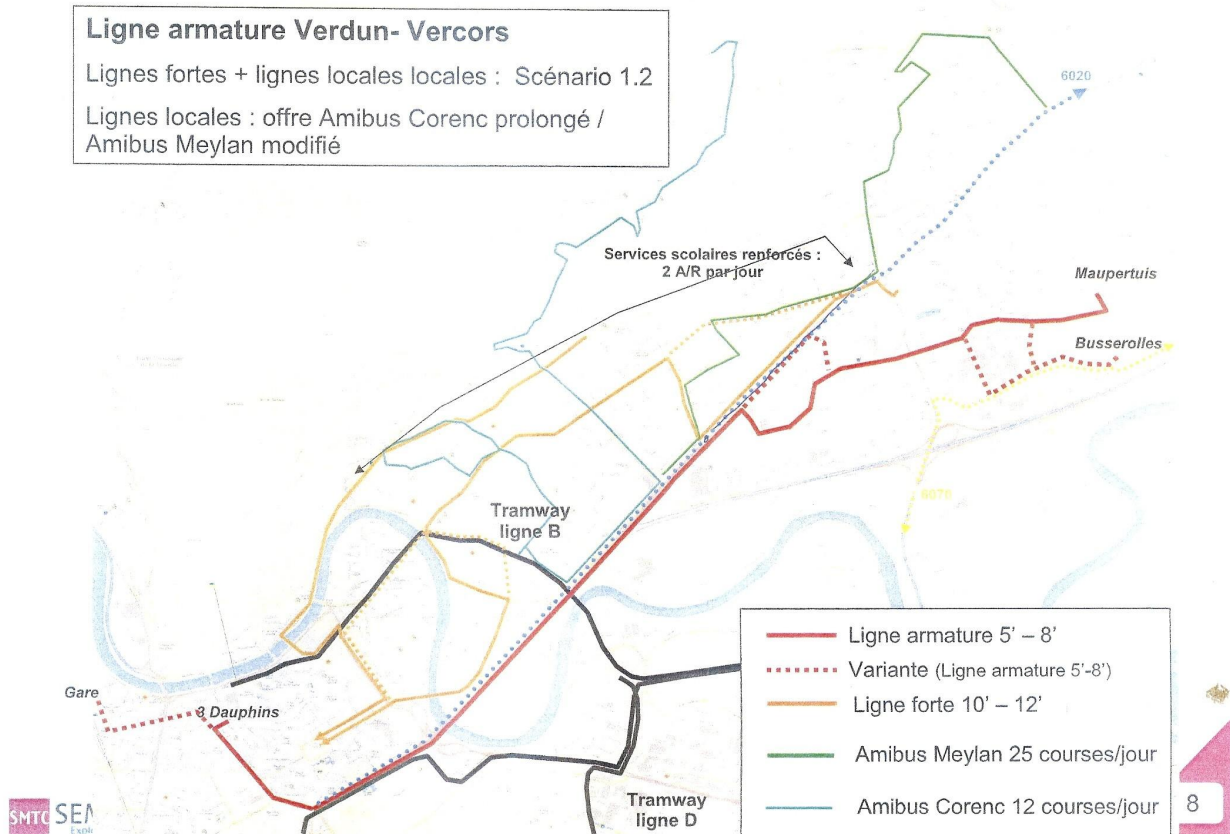 Ligne armature Verdun- Vercors
Lignes fortes + lignes locales locales : Scénario 1.2
Lignes locales : offre Amibus Corenc prolongé /
Amibus Meylan modifié
6020
Services scolaires renforcés :
2 A/R par jour
Maupertuis
Busserolles
6070
Tramway
ligne B
Gare
3 Dauphins
Tramway
ligne D
Ligne armature 5' – 8'
Variante (Ligne armature 5'-8')
Ligne forte 10' – 12'
Amibus Meylan 25 courses/jour
Amibus Corenc 12 courses/jour
SMTC
8